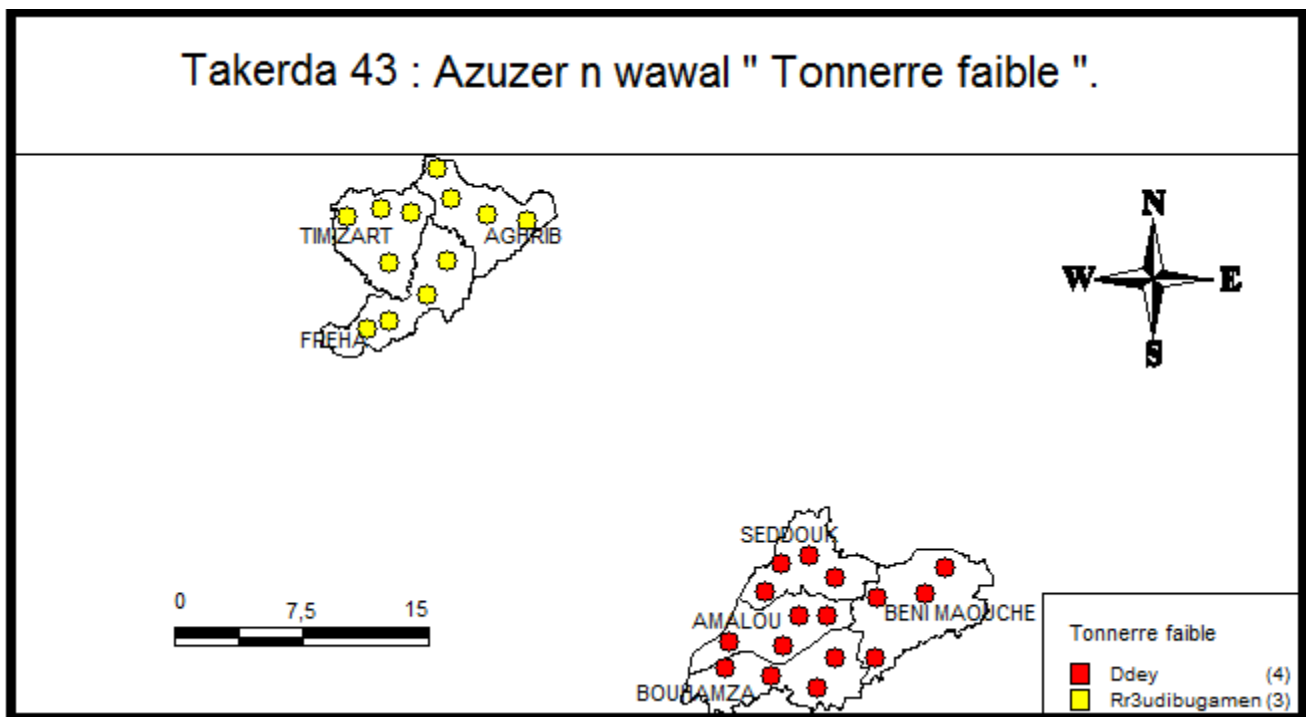 Takerda 43 : Azuzer n wawal " Tonnerre faible ".
N
TIMIZART
AGHRIB
W
E
FREHA
S
SEDDOUK
0
7,5
15
AMALOU
BENI MAOUCHE
BOUHAMZA
Tonnerre faible
Ddey (4)
Rr3udibugamen (3)